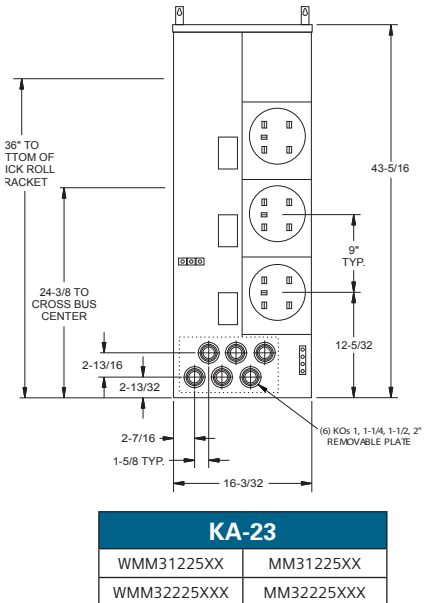 36" TO
TTOM OF
ICK ROLL
RACKET
43-5/16
9"
TYP.
24-3/8 TO
CROSS BUS
CENTER
12-5/32
2-13/16
2-13/32
2-7/16
(6) KOs 1, 1-1/4, 1-1/2, 2"
REMOVABLE PLATE
1-5/8 TYP.
16-3/32
KA-23
WMM31225XX MM31225XX
WMM32225XXX MM32225XXX